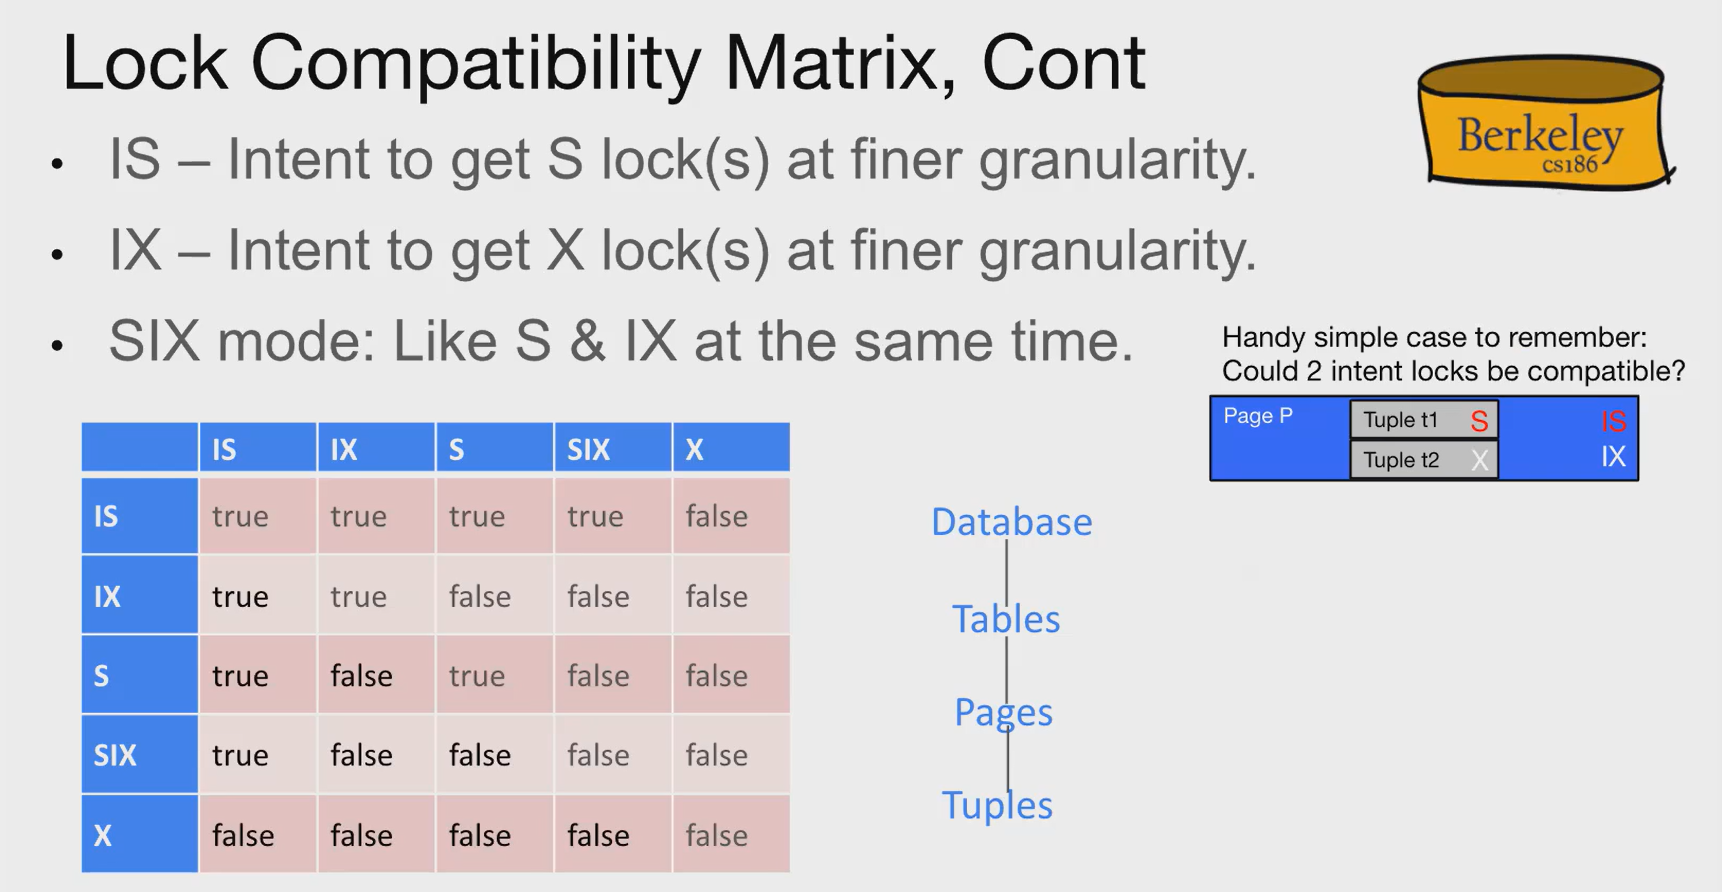 Lock Compatibility Matrix, Cont
Berkeley
cs186
• IS – Intent to get S lock(s) at finer granularity.
• IX – Intent to get X lock(s) at finer granularity.
• SIX mode: Like S & IX at the same time.
Handy simple case to remember:
Could 2 intent locks be compatible?
Page P Tuple t1 S IS
Tuple t2 X IX
IS IX S SIX X
IS true true true true false
IX true true false false false
S true false true false false
SIX true false false false false
X false false false false false
Database
Tables
Pages
Tuples